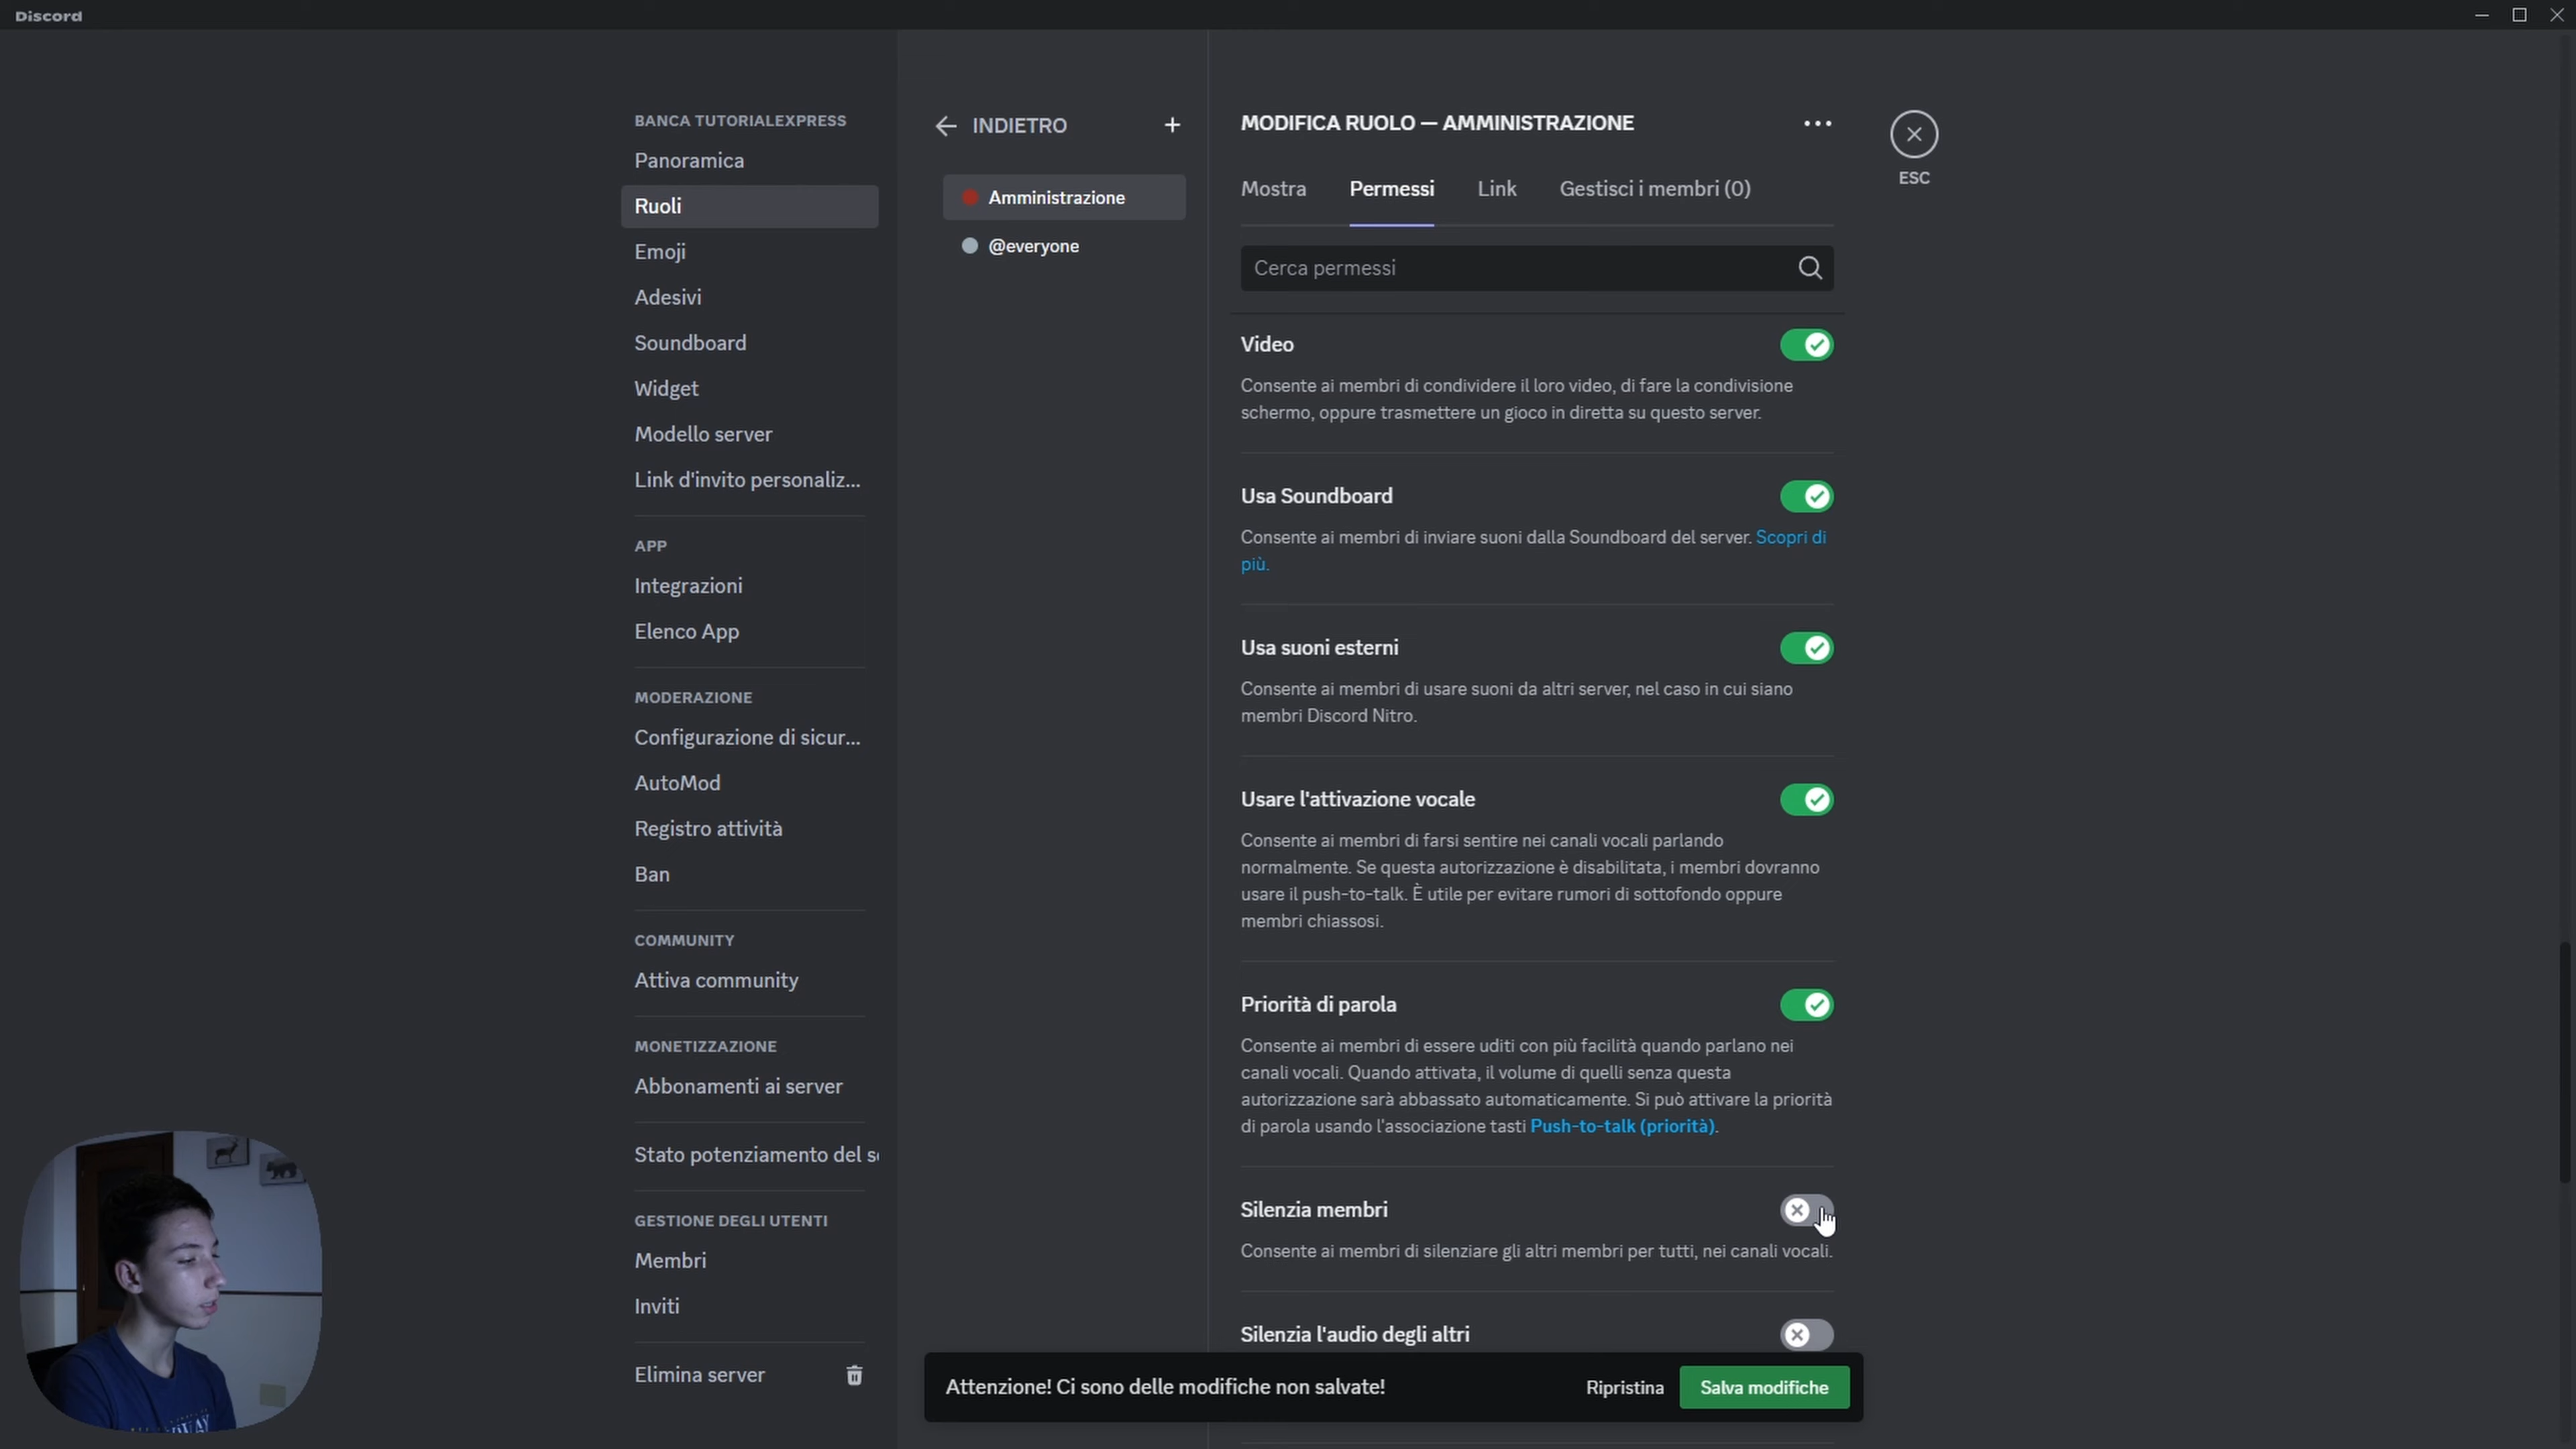 Discord
BANCA TUTORIALEXPRESS
Panoramica
Ruoli
Emoji
Adesivi
Soundboard
Widget
Modello server
Link d'invito personaliz...
APP
Integrazioni
Elenco App
MODERAZIONE
Configurazione di sicur...
AutoMod
Registro attività
Ban
COMMUNITY
Attiva community
MONETIZZAZIONE
Abbonamenti ai server
Stato potenziamento del se
GESTIONE DEGLI UTENTI
Membri
Inviti
Elimina server
INDIETRO
Amministrazione
@everyone
MODIFICA RUOLO — AMMINISTRAZIONE
ESC
Mostra Permessi Link Gestisci i membri (0)
Cerca permessi
Video
Consente ai membri di condividere il loro video, di fare la condivisione
schermo, oppure trasmettere un gioco in diretta su questo server.
Usa Soundboard
Consente ai membri di inviare suoni dalla Soundboard del server. Scopri di
più.
Usa suoni esterni
Consente ai membri di usare suoni da altri server, nel caso in cui siano
membri Discord Nitro.
Usare l'attivazione vocale
Consente ai membri di farsi sentire nei canali vocali parlando
normalmente. Se questa autorizzazione è disabilitata, i membri dovranno
usare il push-to-talk. È utile per evitare rumori di sottofondo oppure
membri chiassosi.
Priorità di parola
Consente ai membri di essere uditi con più facilità quando parlano nei
canali vocali. Quando attivata, il volume di quelli senza questa
autorizzazione sarà abbassato automaticamente. Si può attivare la priorità
di parola usando l'associazione tasti Push-to-talk (priorità).
Silenzia membri
Consente ai membri di silenziare gli altri membri per tutti, nei canali vocali.
Silenzia l'audio degli altri
Attenzione! Ci sono delle modifiche non salvate!
Ripristina
Salva modifiche